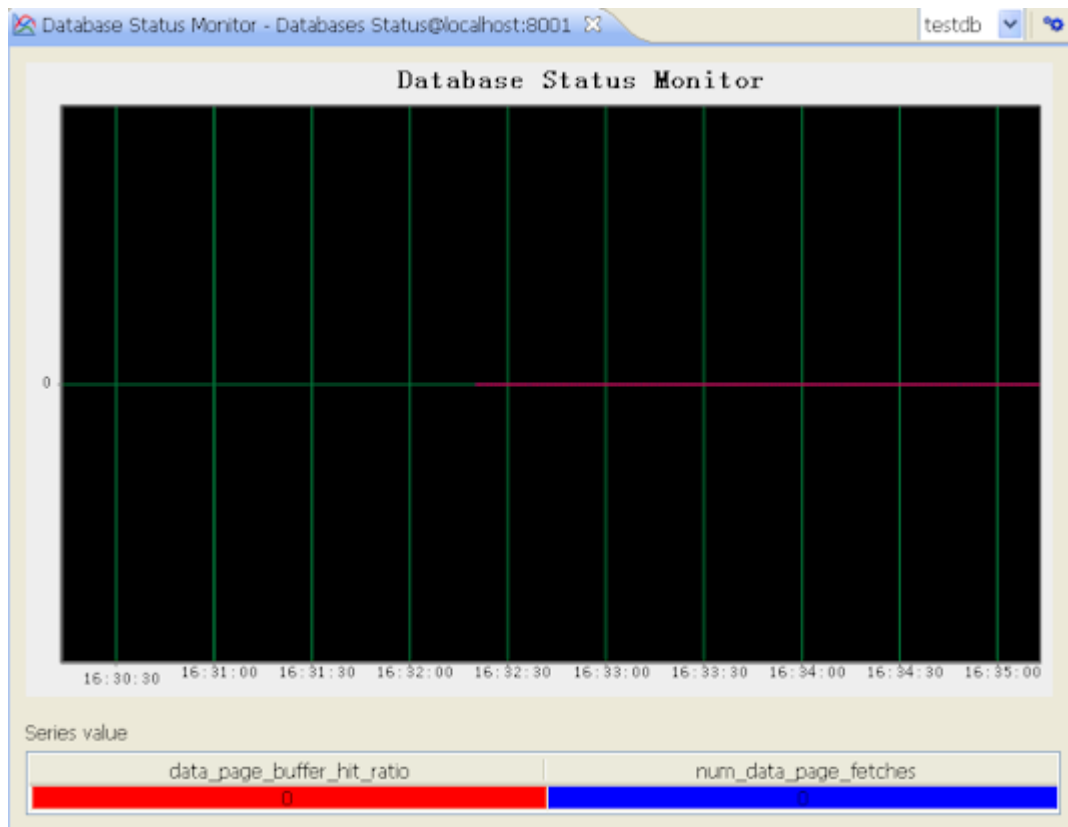 Database Status Monitor - Databases Status@localhost:8001
testdb
Database Status Monitor
0
16:30:30 16:31:00 16:31:30 16:32:00 16:32:30 16:33:00 16:33:30 16:34:00 16:34:30 16:35:00
Series value
data_page_buffer_hit_ratio num_data_page_fetches
0 0